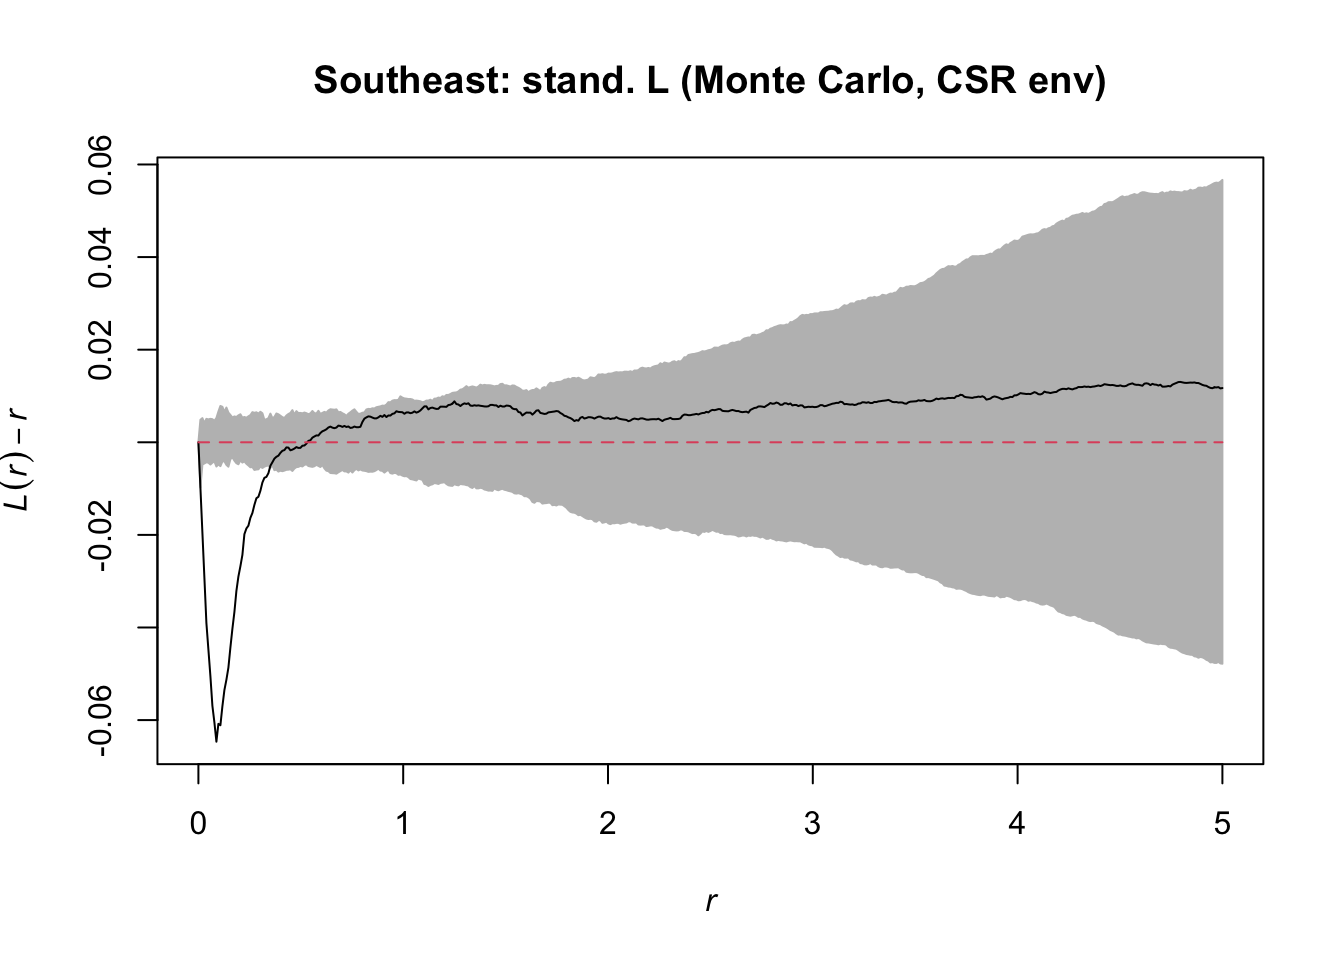 Southeast: stand. L (Monte Carlo, CSR env)
0.06
0.04
0.02
-0.02
-0.06
L(r) − r
0 1 2 3 4 5
r